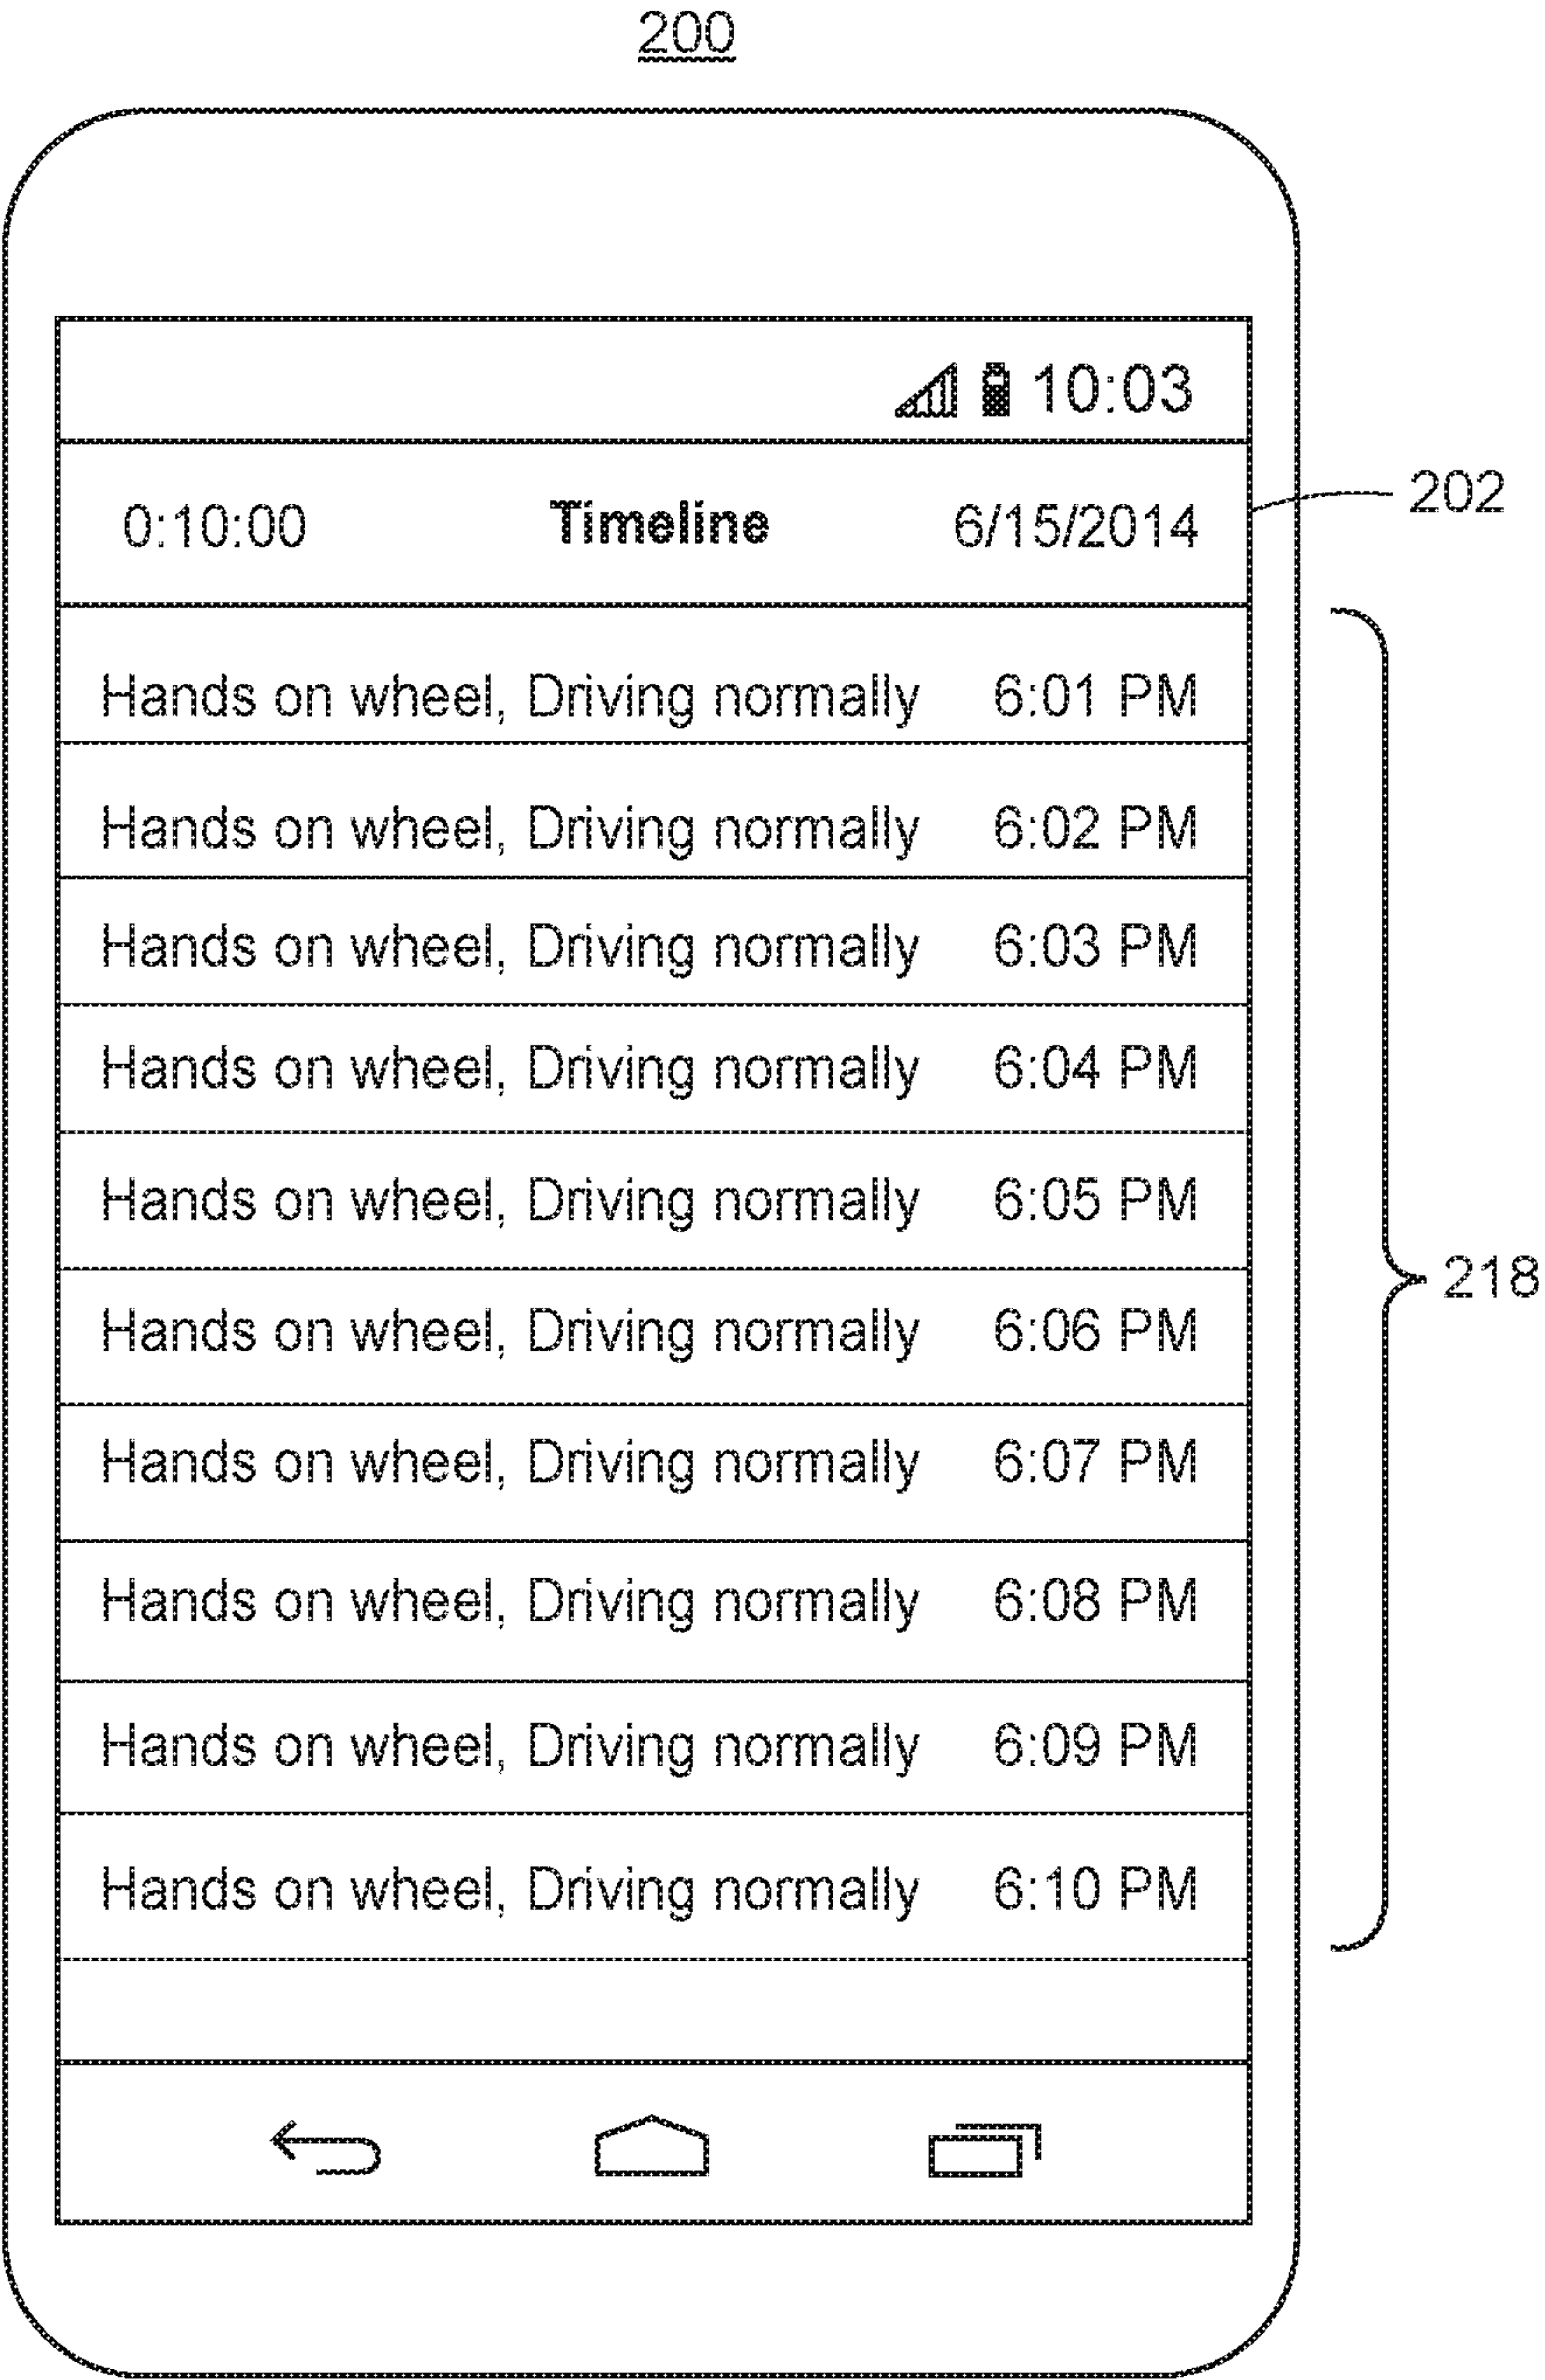 200
10:03
0:10:00 Timeline 6/15/2014
202
Hands on wheel, Driving normally 6:01 PM
Hands on wheel, Driving normally 6:02 PM
Hands on wheel, Driving normally 6:03 PM
Hands on wheel, Driving normally 6:04 PM
Hands on wheel, Driving normally 6:05 PM
218
Hands on wheel, Driving normally 6:06 PM
Hands on wheel, Driving normally 6:07 PM
Hands on wheel, Driving normally 6:08 PM
Hands on wheel, Driving normally 6:09 PM
Hands on wheel, Driving normally 6:10 PM